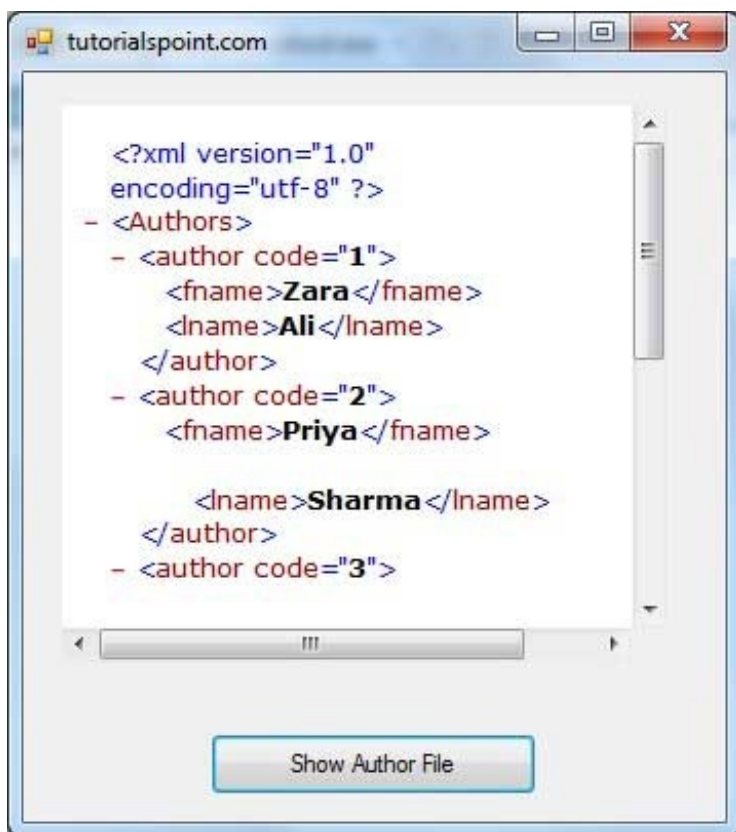 tutorialspoint.com
<?xml version="1.0"
encoding="utf-8" ?>
- <Authors>
- <author code="1">
<fname>Zara</fname>
<lname>Ali</lname>
</author>
- <author code="2">
<fname>Priya</fname>
<lname>Sharma</lname>
</author>
- <author code="3">
Show Author File